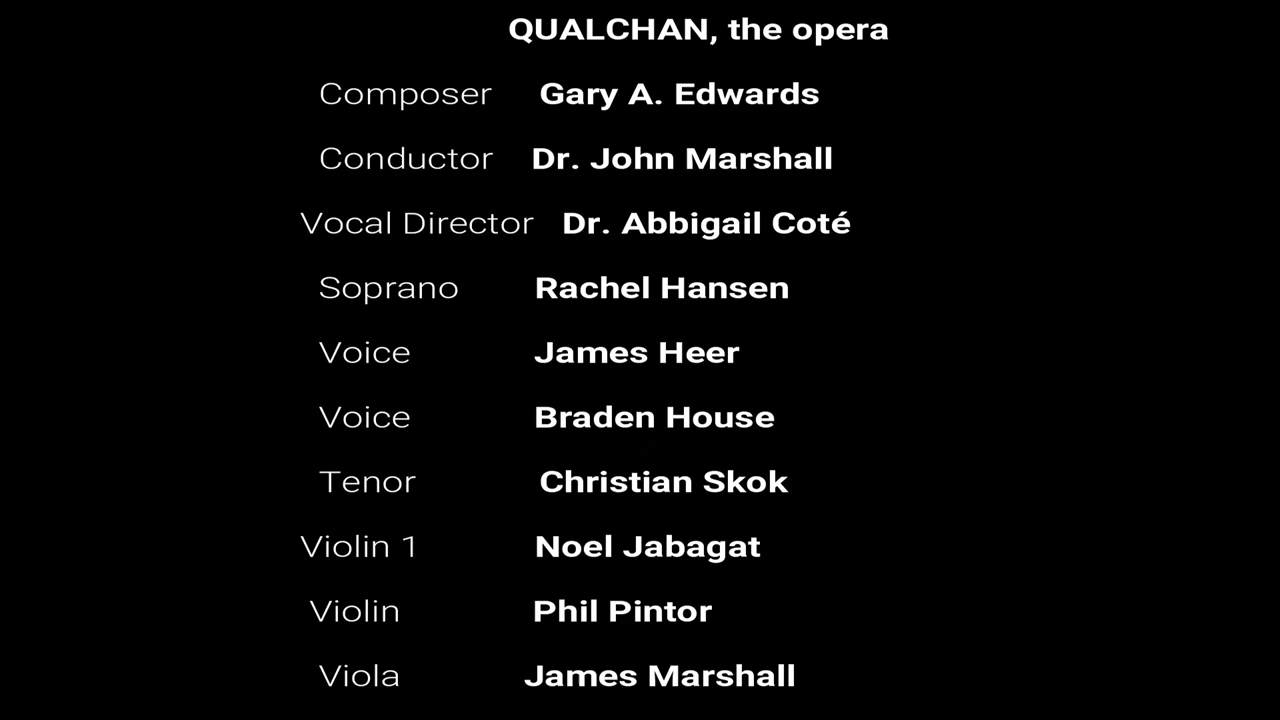 QUALCHAN, the opera
Composer Gary A. Edwards
Conductor Dr. John Marshall
Vocal Director Dr. Abbigail Coté
Soprano Rachel Hansen
Voice James Heer
Voice Braden House
Tenor Christian Skok
Violin 1 Noel Jabagat
Violin Phil Pintor
Viola James Marshall